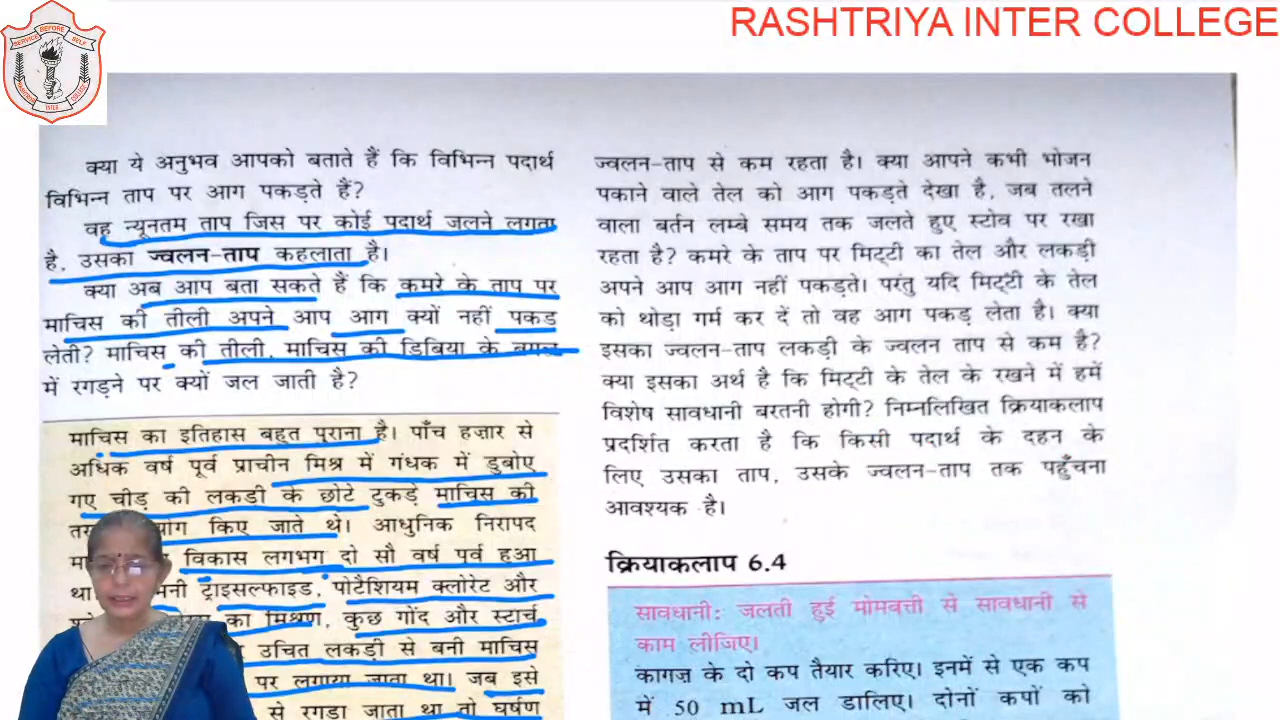 RASHTRIYA INTER COLLEGE
SERVICE BEFORE SELF
क्या ये अनुभव आपको बताते हैं कि विभिन्न पदार्थ
विभिन्न ताप पर आग पकड़ते हैं?
वह न्यूनतम ताप जिस पर कोई पदार्थ जलने लगता
है, उसका ज्वलन-ताप कहलाता है।
क्या अब आप बता सकते हैं कि कमरे के ताप पर
माचिस की तीली अपने आप आग क्यों नहीं पकड़
लेती? माचिस की तीली, माचिस की डिबिया के बगल
में रगड़ने पर क्यों जल जाती है?
माचिस का इतिहास बहुत पुराना है। पाँच हज़ार से
अधिक वर्ष पूर्व प्राचीन मिश्र में गंधक में डुबोए
गए चीड़ की लकड़ी के छोटे टुकड़े माचिस की
किए जाते थे। आधुनिक निरापद
विकास लगभग दो सौ वर्ष पूर्व हुआ
था ट्राइसल्फाइड, पोटैशियम क्लोरेट और
का मिश्रण, कुछ गोंद और स्टार्च
उचित लकड़ी से बनी माचिस
पर लगाया जाता था। जब इसे
से रगड़ा जाता था तो घर्षण
ज्वलन-ताप से कम रहता है। क्या आपने कभी भोजन
पकाने वाले तेल को आग पकड़ते देखा है, जब तलने
वाला बर्तन लम्बे समय तक जलते हुए स्टोव पर रखा
रहता है? कमरे के ताप पर मिट्टी का तेल और लकड़ी
अपने आप आग नहीं पकड़ते। परंतु यदि मिट्टी के तेल
को थोड़ा गर्म कर दें तो वह आग पकड़ लेता है। क्या
इसका ज्वलन-ताप लकड़ी के ज्वलन ताप से कम है?
क्या इसका अर्थ है कि मिट्टी के तेल के रखने में हमें
विशेष सावधानी बरतनी होगी? निम्नलिखित क्रियाकलाप
प्रदर्शित करता है कि किसी पदार्थ के दहन के
लिए उसका ताप, उसके ज्वलन-ताप तक पहुँचना
आवश्यक है।
क्रियाकलाप 6.4
सावधानी: जलती हुई मोमबत्ती से सावधानी से
काम लीजिए।
कागज़ के दो कप तैयार करिए। इनमें से एक कप
में 50 mL जल डालिए। दोनों कपों को